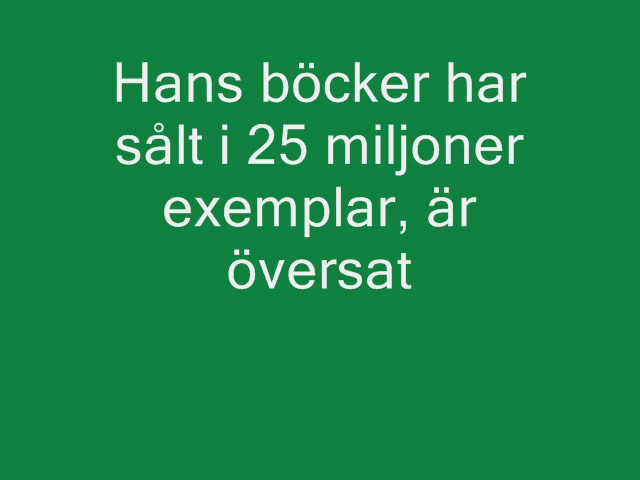 Hans böcker har
sålt i 25 miljoner
exemplar, är
översat